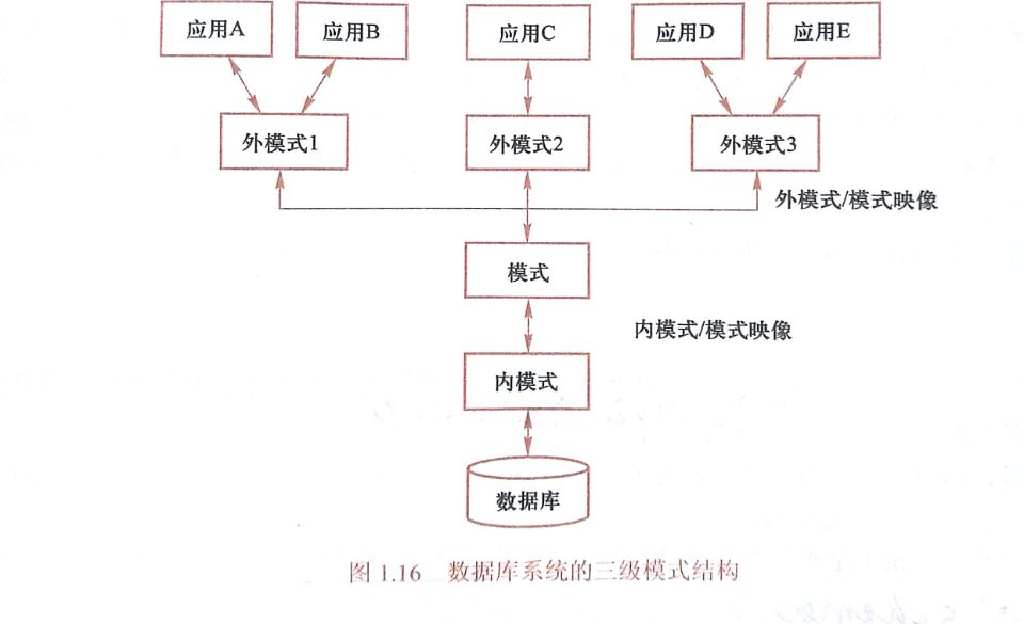 应用A 应用B 应用C 应用D 应用E
外模式1 外模式2 外模式3
外模式/模式映像
模式
内模式/模式映像
内模式
数据库
图 1.16 数据库系统的三级模式结构